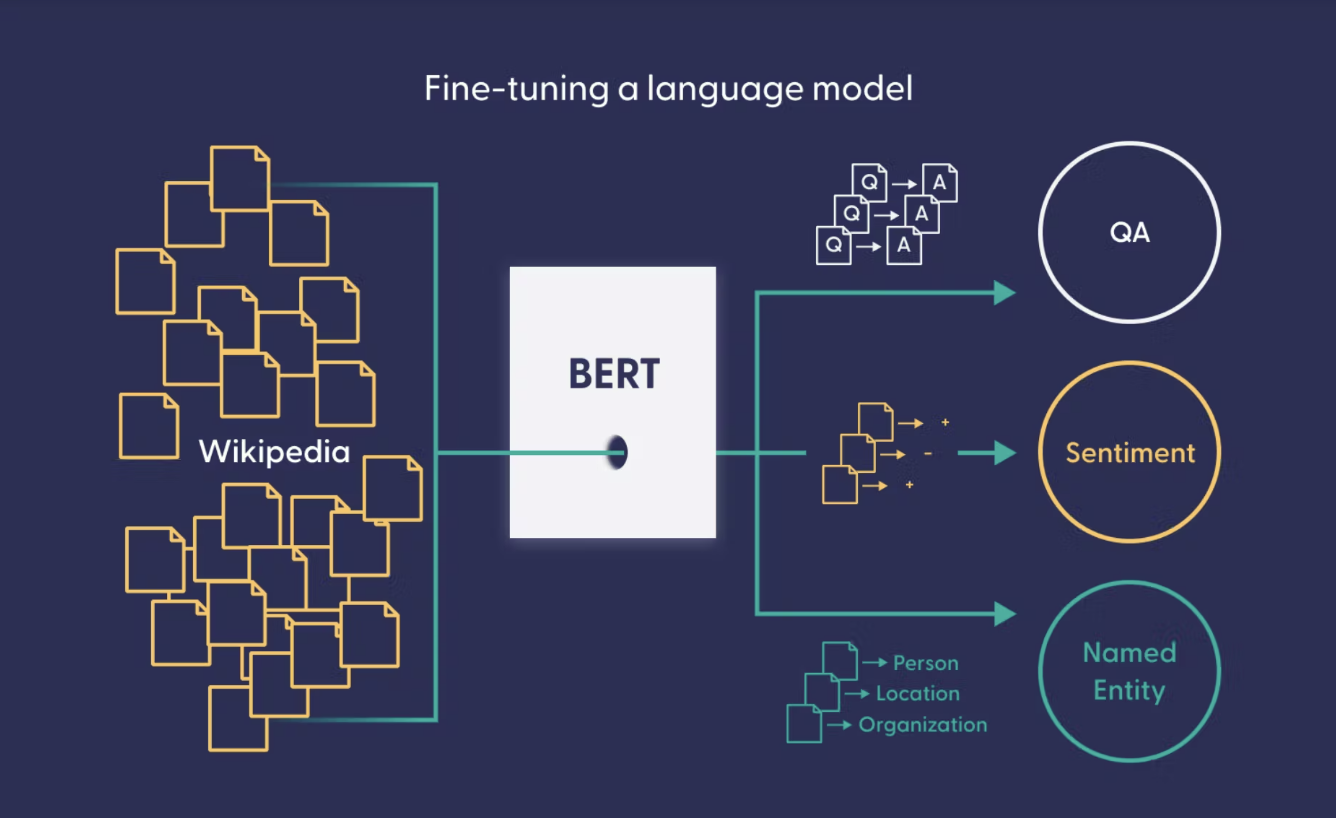 Fine-tuning a language model
Wikipedia
BERT
Q → A
Q → A
Q → A
QA
→ +
→ -
→ +
Sentiment
→ Person
→ Location
→ Organization
Named
Entity